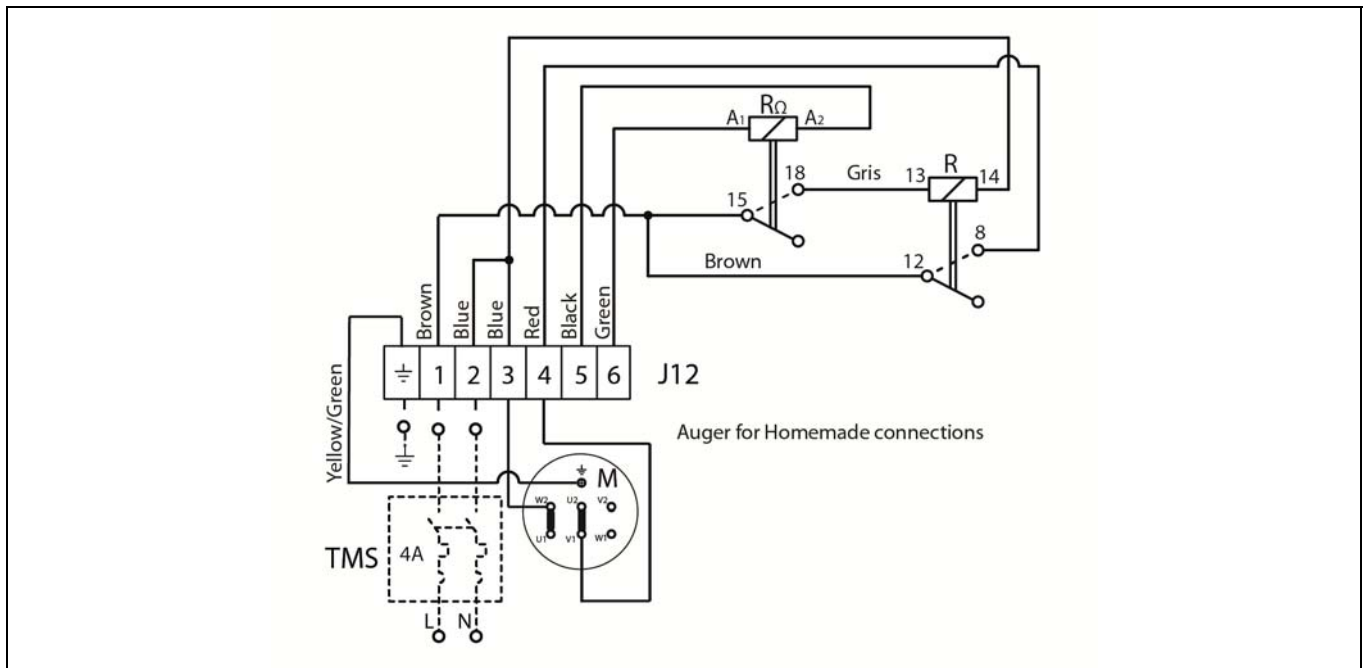 RΩ
A1 A2
R
18 Gris 13 14
15
8
12
Brown
Brown
Blue
Blue
Red
Black
Green
Yellow/Green
1 2 3 4 5 6 J12
Auger for Homemade connections
M
W2 U2 V2
U1 V1 W1
TMS 4A
L N